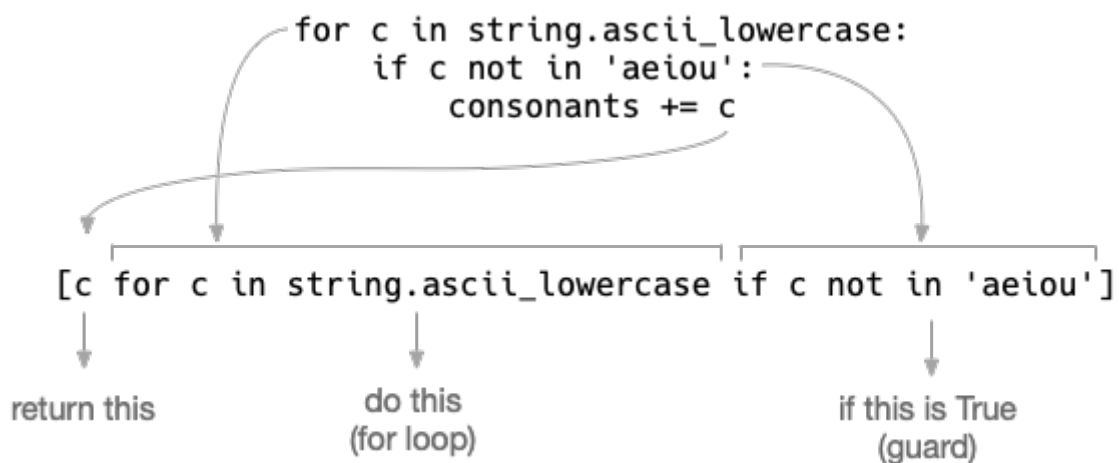 for c in string.ascii_lowercase:
if c not in 'aeiou':
consonants += c
[c for c in string.ascii_lowercase if c not in 'aeiou']
return this
do this
(for loop)
if this is True
(guard)